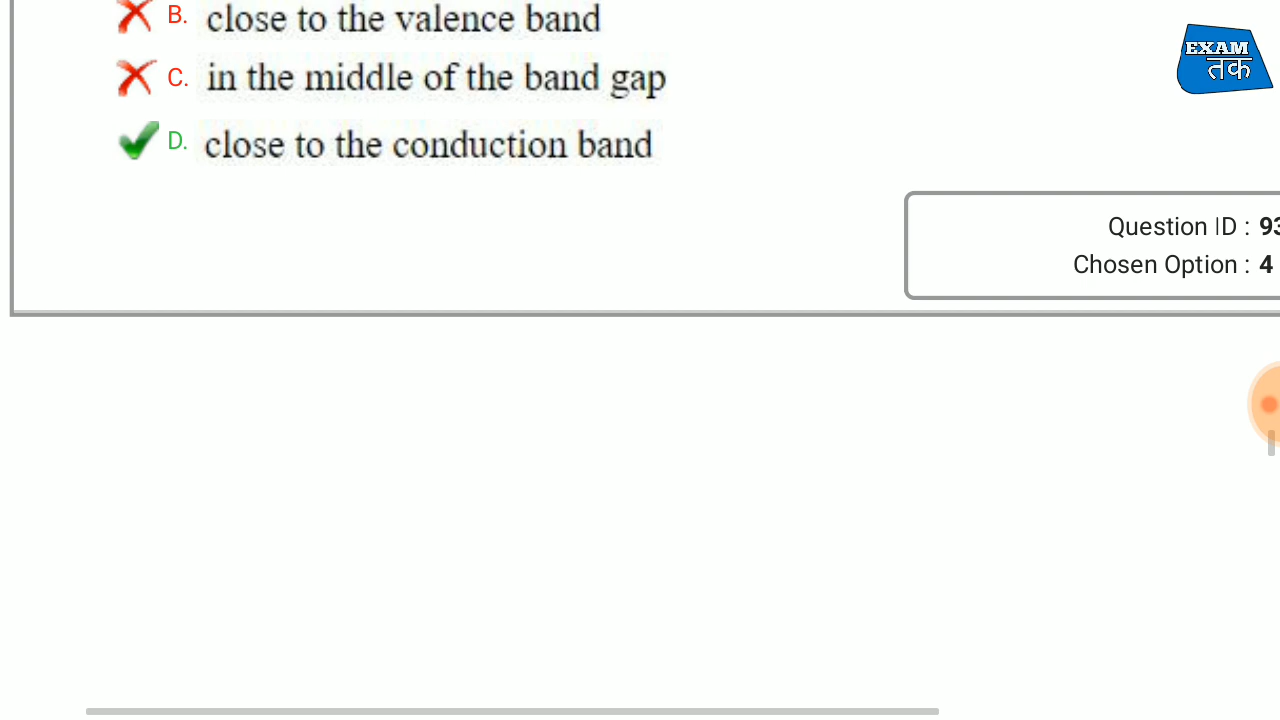 B. close to the valence band
EXAM
तक
C. in the middle of the band gap
D. close to the conduction band
Question ID : 93
Chosen Option : 4